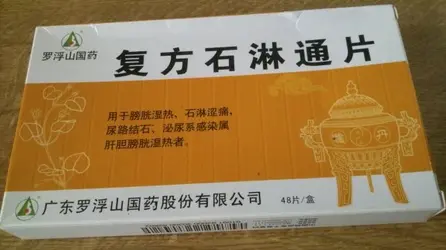 罗浮山国药
复方石淋通片
用于膀胱湿热、石淋涩痛,
尿路结石、泌尿系感染属
肝胆膀胱湿热者。
广东罗浮山国药股份有限公司
48片/盒